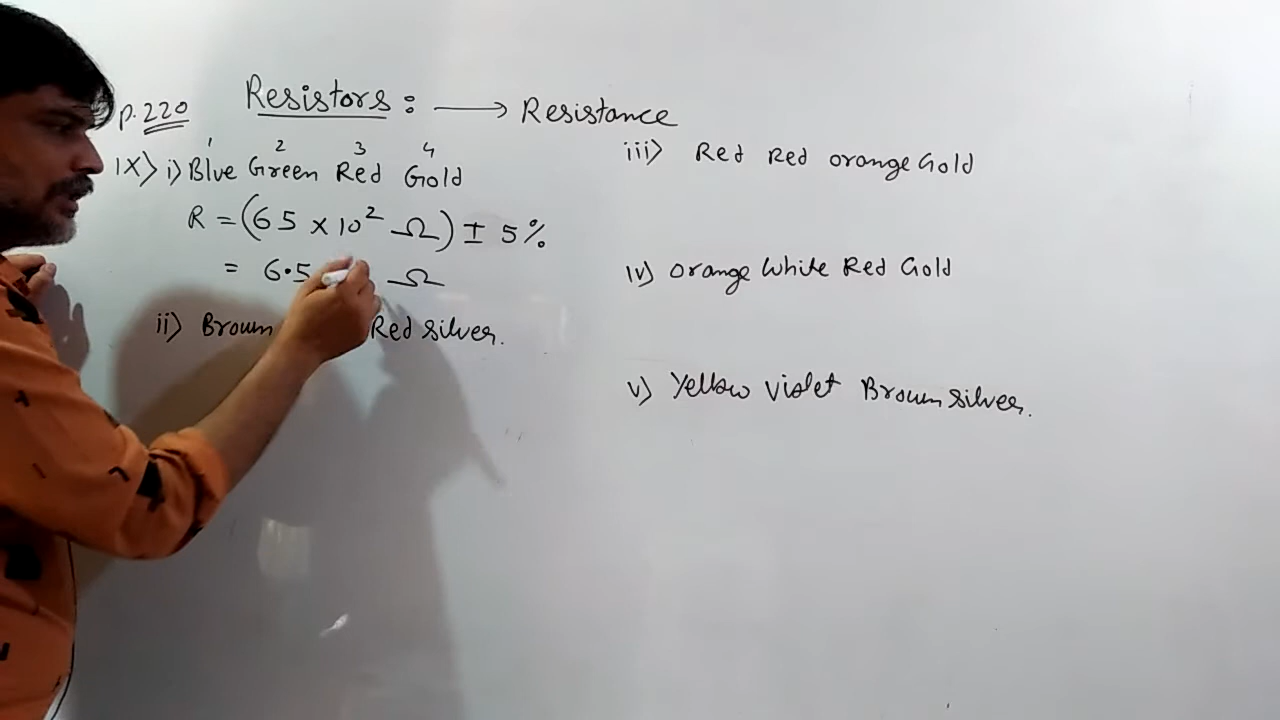 p. 220 Resistors : → Resistance
1 2 3 4
IX) i) Blue Green Red Gold
R = (65 × 10² Ω) ± 5%
= 6.5 Ω
ii) Brown Red silver.
iii) Red Red orange Gold
iv) orange White Red Gold
v) Yellow Violet Brown silver.